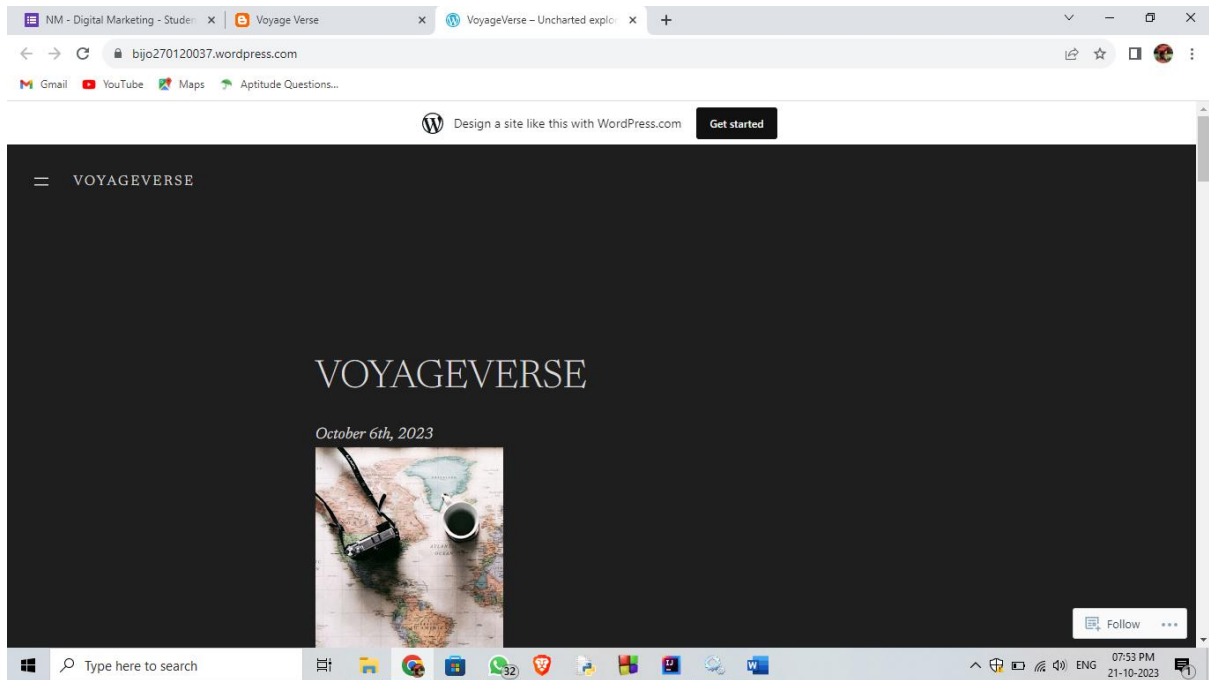 NM - Digital Marketing - Studen
Voyage Verse
VoyageVerse – Uncharted explo
bijo270120037.wordpress.com
Gmail
YouTube
Maps
Aptitude Questions...
Design a site like this with WordPress.com
Get started
VOYAGEVERSE
VOYAGEVERSE
October 6th, 2023
Follow
Type here to search
32
ENG
07:53 PM
21-10-2023
1